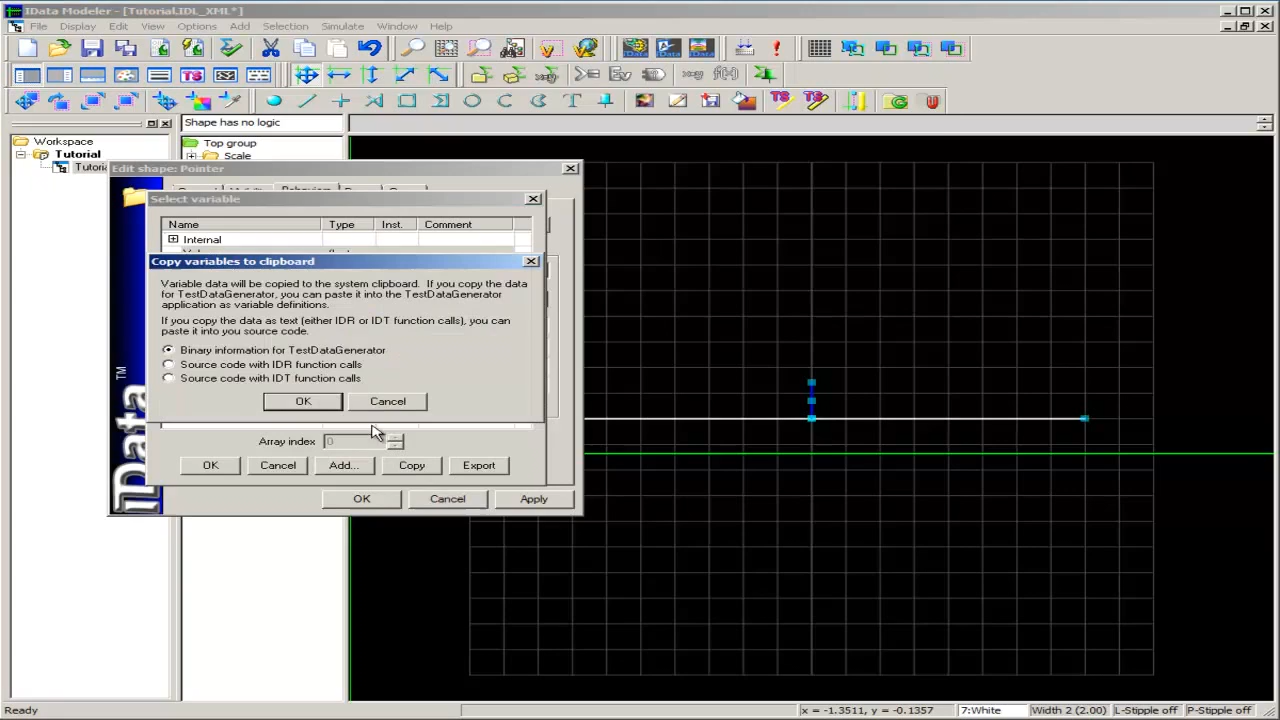 IData Modeler - [Tutorial.IDL_XML*]
File Display Edit View Options Add Selection Simulate Window Help
Shape has no logic
Workspace
Tutorial
Tutoria
Top group
Scale
Edit shape: Pointer
Select variable
Name Type Inst. Comment
Internal
Copy variables to clipboard
Variable data will be copied to the system clipboard. If you copy the data
for TestDataGenerator, you can paste it into the TestDataGenerator
application as variable definitions.
If you copy the data as text (either IDR or IDT function calls), you can
paste it into you source code.
Binary information for TestDataGenerator
Source code with IDR function calls
Source code with IDT function calls
OK Cancel
Array index 0
OK Cancel Add... Copy Export
OK Cancel Apply
IData TM
Ready
x = -1.3511, y = -0.1357 7:White Width 2 (2.00) L-Stipple off P-Stipple off